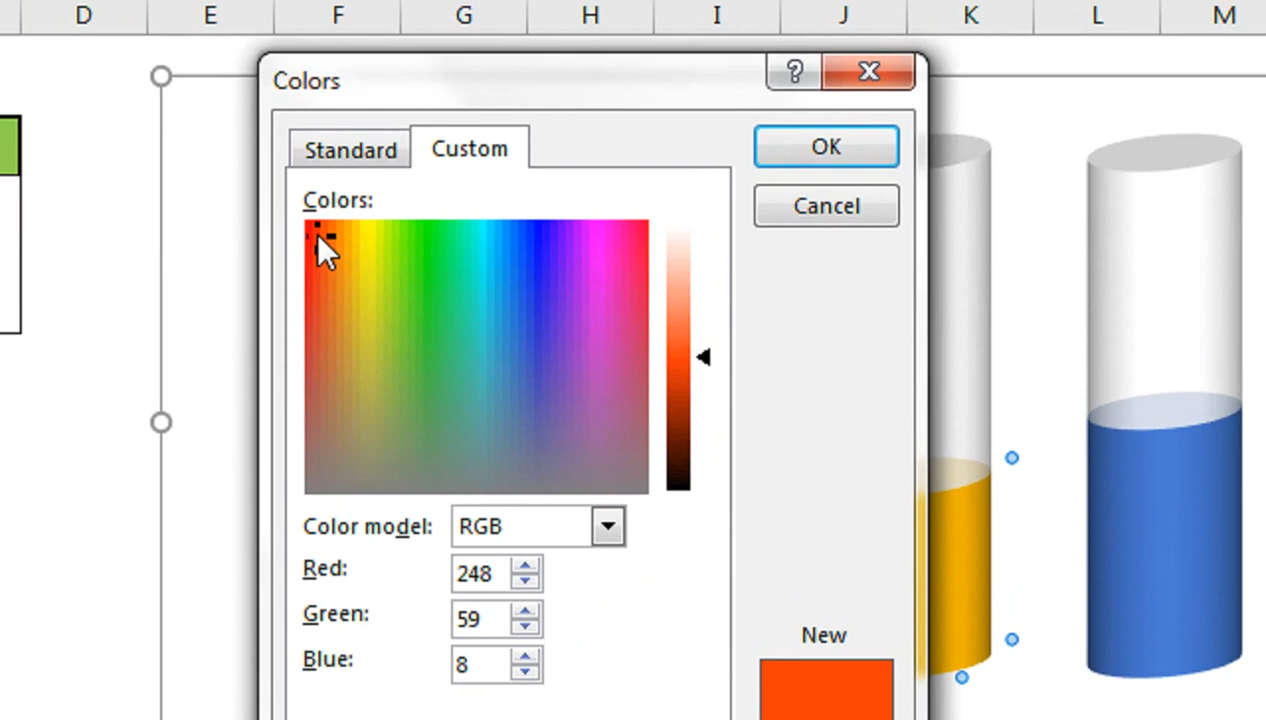 D E F G H I J K L M
Colors
Standard Custom OK
Cancel
Colors:
Color model: RGB
Red: 248
Green: 59
Blue: 8
New